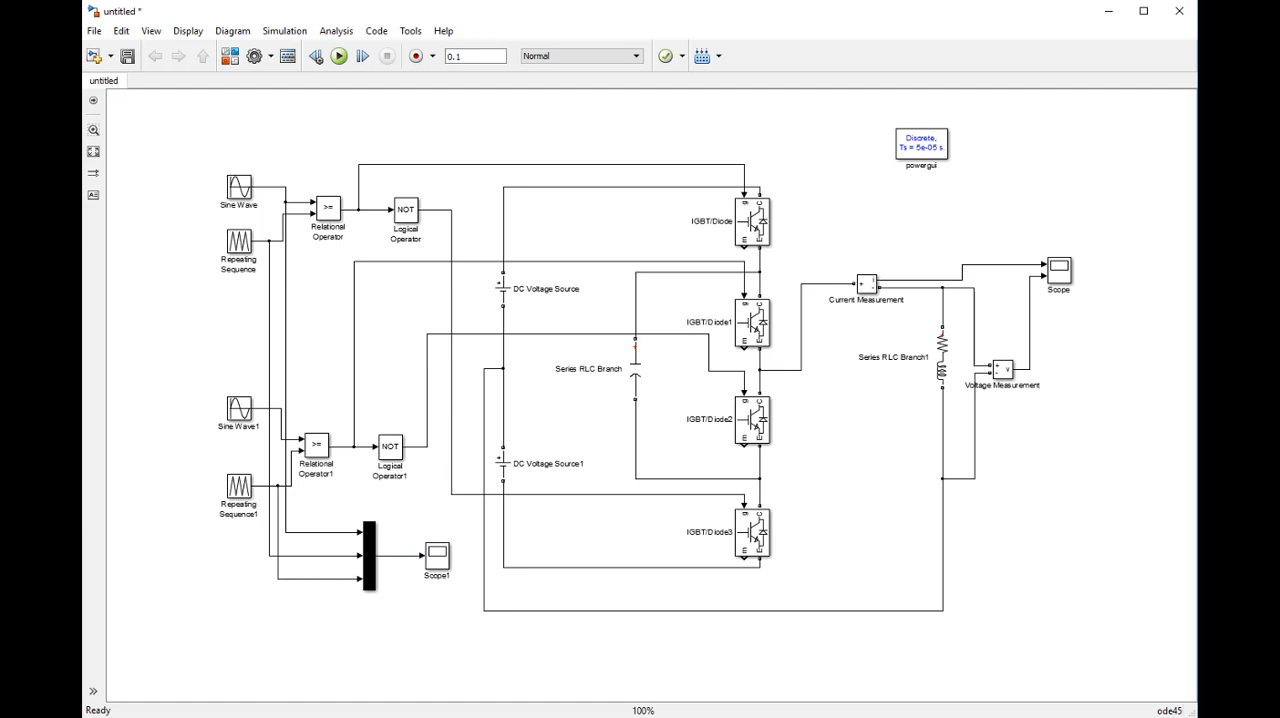 untitled *
File Edit View Display Diagram Simulation Analysis Code Tools Help
0.1 Normal
untitled
Discrete,
Ts = 5e-05 s.
powergui
Sine Wave
>=
Relational
Operator
NOT
Logical
Operator
Repeating
Sequence
g C
IGBT/Diode
m E
DC Voltage Source
g C
IGBT/Diode1
m E
Current Measurement
+ i
-
Scope
Series RLC Branch
+
Series RLC Branch1
+ v
-
Voltage Measurement
g C
IGBT/Diode2
m E
Sine Wave1
>=
Relational
Operator1
NOT
Logical
Operator1
DC Voltage Source1
Repeating
Sequence1
g C
IGBT/Diode3
m E
Scope1
Ready 100% ode45